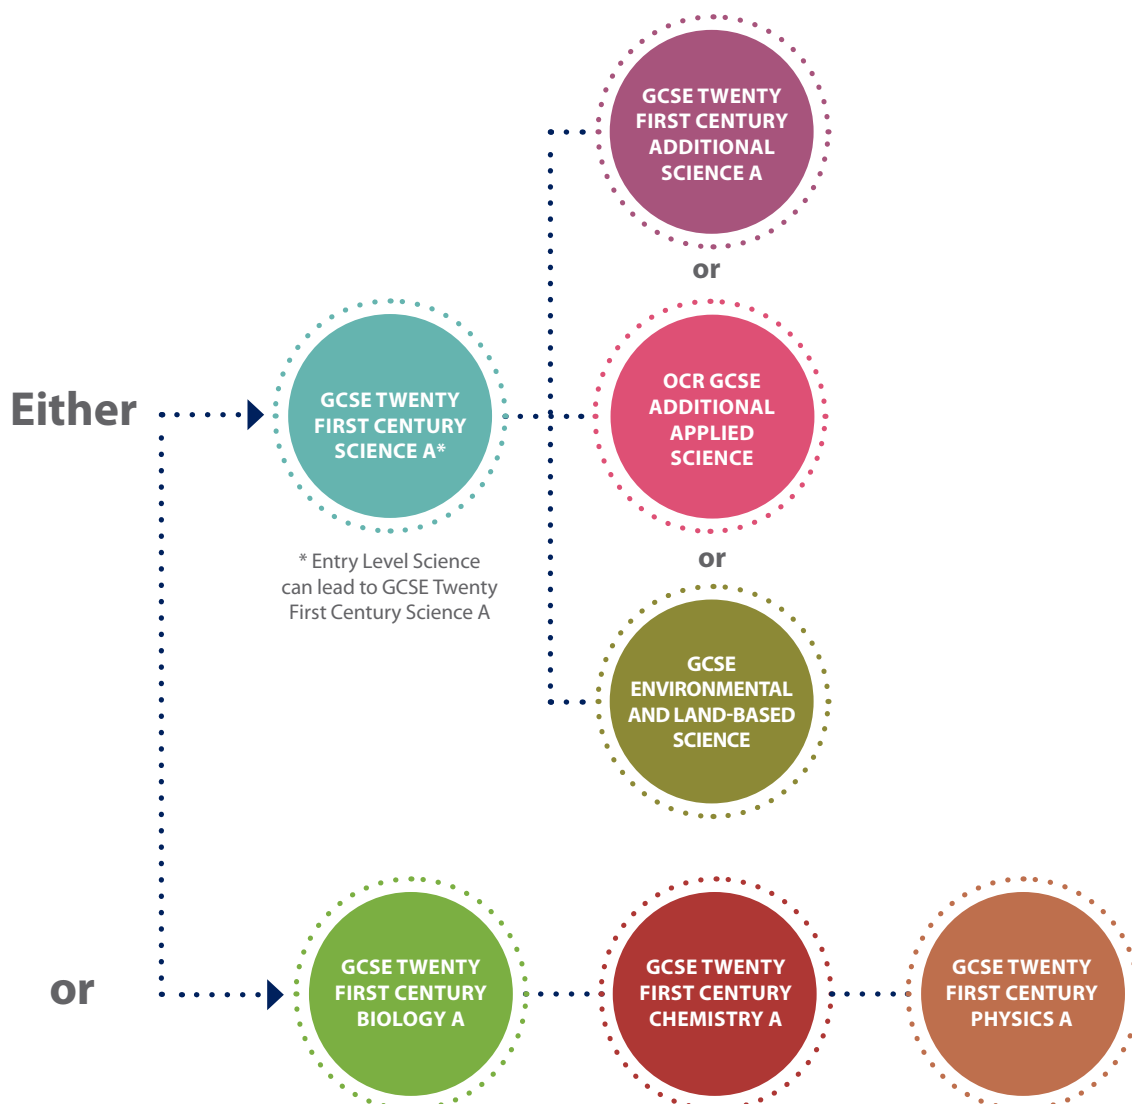 GCSE TWENTY
FIRST CENTURY
ADDITIONAL
SCIENCE A
or
Either
GCSE TWENTY
FIRST CENTURY
SCIENCE A*
OCR GCSE
ADDITIONAL
APPLIED
SCIENCE
* Entry Level Science
can lead to GCSE Twenty
First Century Science A
or
GCSE
ENVIRONMENTAL
AND LAND-BASED
SCIENCE
or
GCSE TWENTY
FIRST CENTURY
BIOLOGY A
GCSE TWENTY
FIRST CENTURY
CHEMISTRY A
GCSE TWENTY
FIRST CENTURY
PHYSICS A